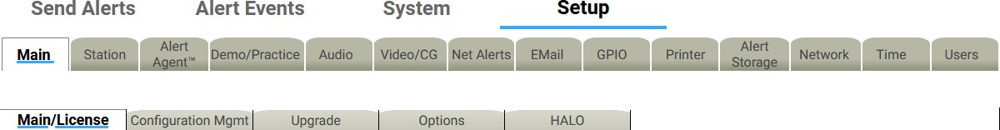 Send Alerts Alert Events System Setup
Main Station Alert Agent™ Demo/Practice Audio Video/CG Net Alerts EMail GPIO Printer Alert Storage Network Time Users
Main/License Configuration Mgmt Upgrade Options HALO